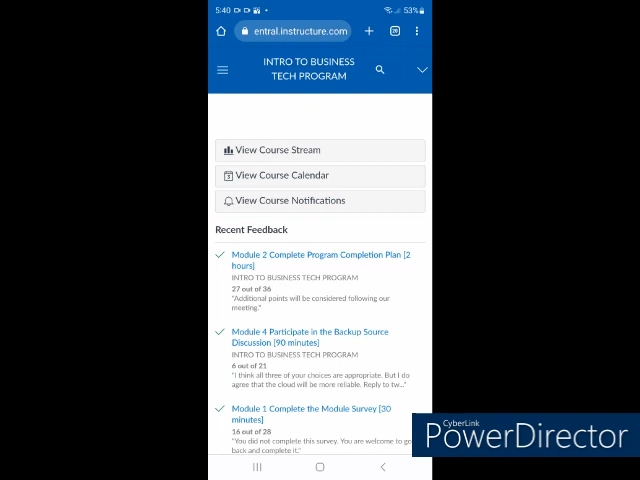 5:40
53%
entral.instructure.com
20
INTRO TO BUSINESS
TECH PROGRAM
View Course Stream
View Course Calendar
View Course Notifications
Recent Feedback
Module 2 Complete Program Completion Plan [2
hours]
INTRO TO BUSINESS TECH PROGRAM
27 out of 36
"Additional points will be considered following our
meeting."
Module 4 Participate in the Backup Source
Discussion [90 minutes]
INTRO TO BUSINESS TECH PROGRAM
6 out of 21
"I think all three of your choices are appropriate. But I do
agree that the cloud will be more reliable. Reply to tw..."
Module 1 Complete the Module Survey [30
minutes]
16 out of 28
"You did not complete this survey. You are welcome to go
back and complete it."
CyberLink
PowerDirector